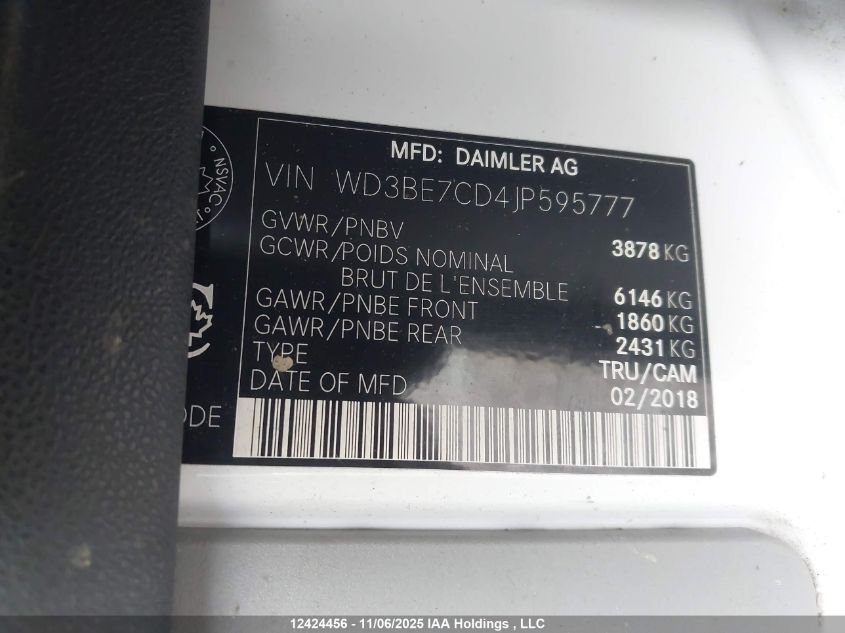 MFD: DAIMLER AG
NSVAC
VIN WD3BE7CD4JP595777
GVWR/PNBV 3878 KG
GCWR/POIDS NOMINAL
BRUT DE L'ENSEMBLE 6146 KG
GAWR/PNBE FRONT 1860 KG
GAWR/PNBE REAR 2431 KG
TYPE TRU/CAM
DATE OF MFD 02/2018
ODE
12424456 - 11/06/2025 IAA Holdings , LLC